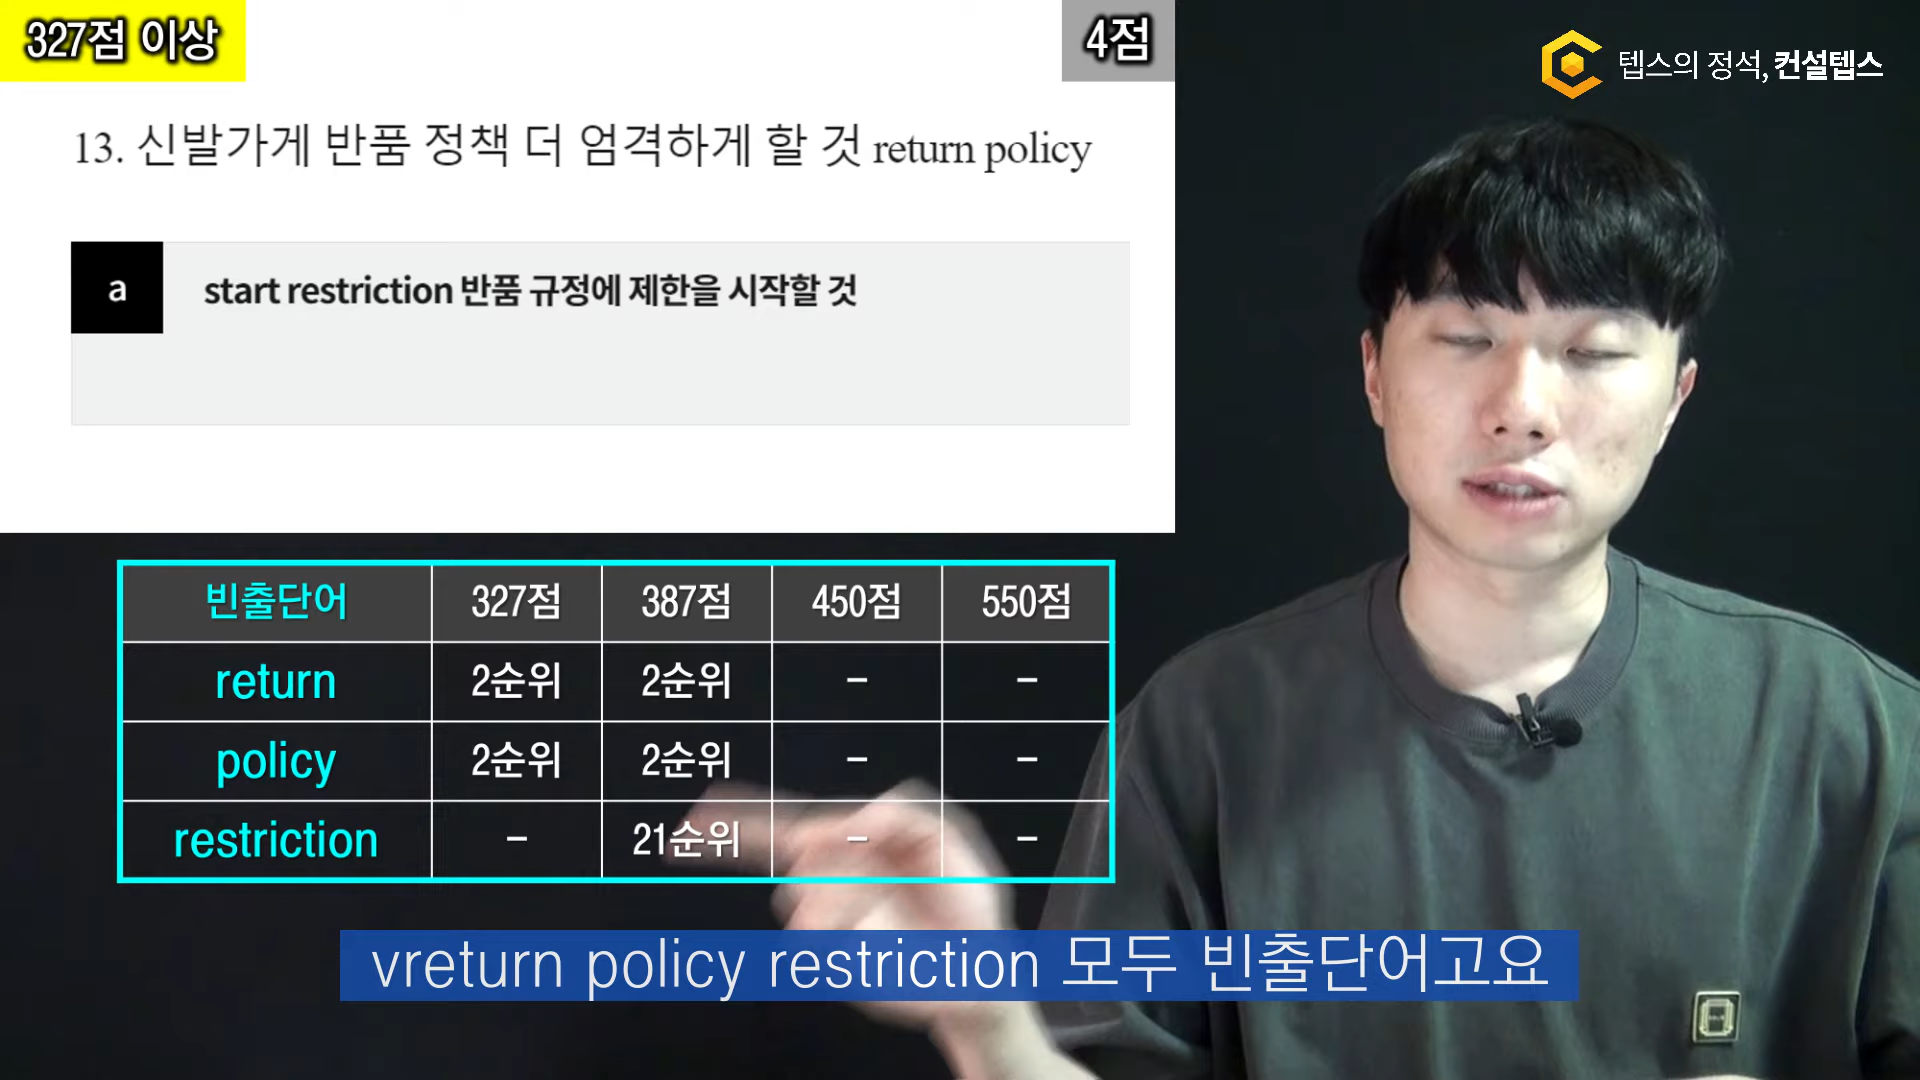 327점 이상
4점
텝스의 정석, 컨설텝스
13. 신발가게 반품 정책 더 엄격하게 할 것 return policy
a
start restriction 반품 규정에 제한을 시작할 것
빈출단어 327점 387점 450점 550점
return 2순위 2순위 – –
policy 2순위 2순위 – –
restriction – 21순위 – –
vreturn policy restriction 모두 빈출단어고요